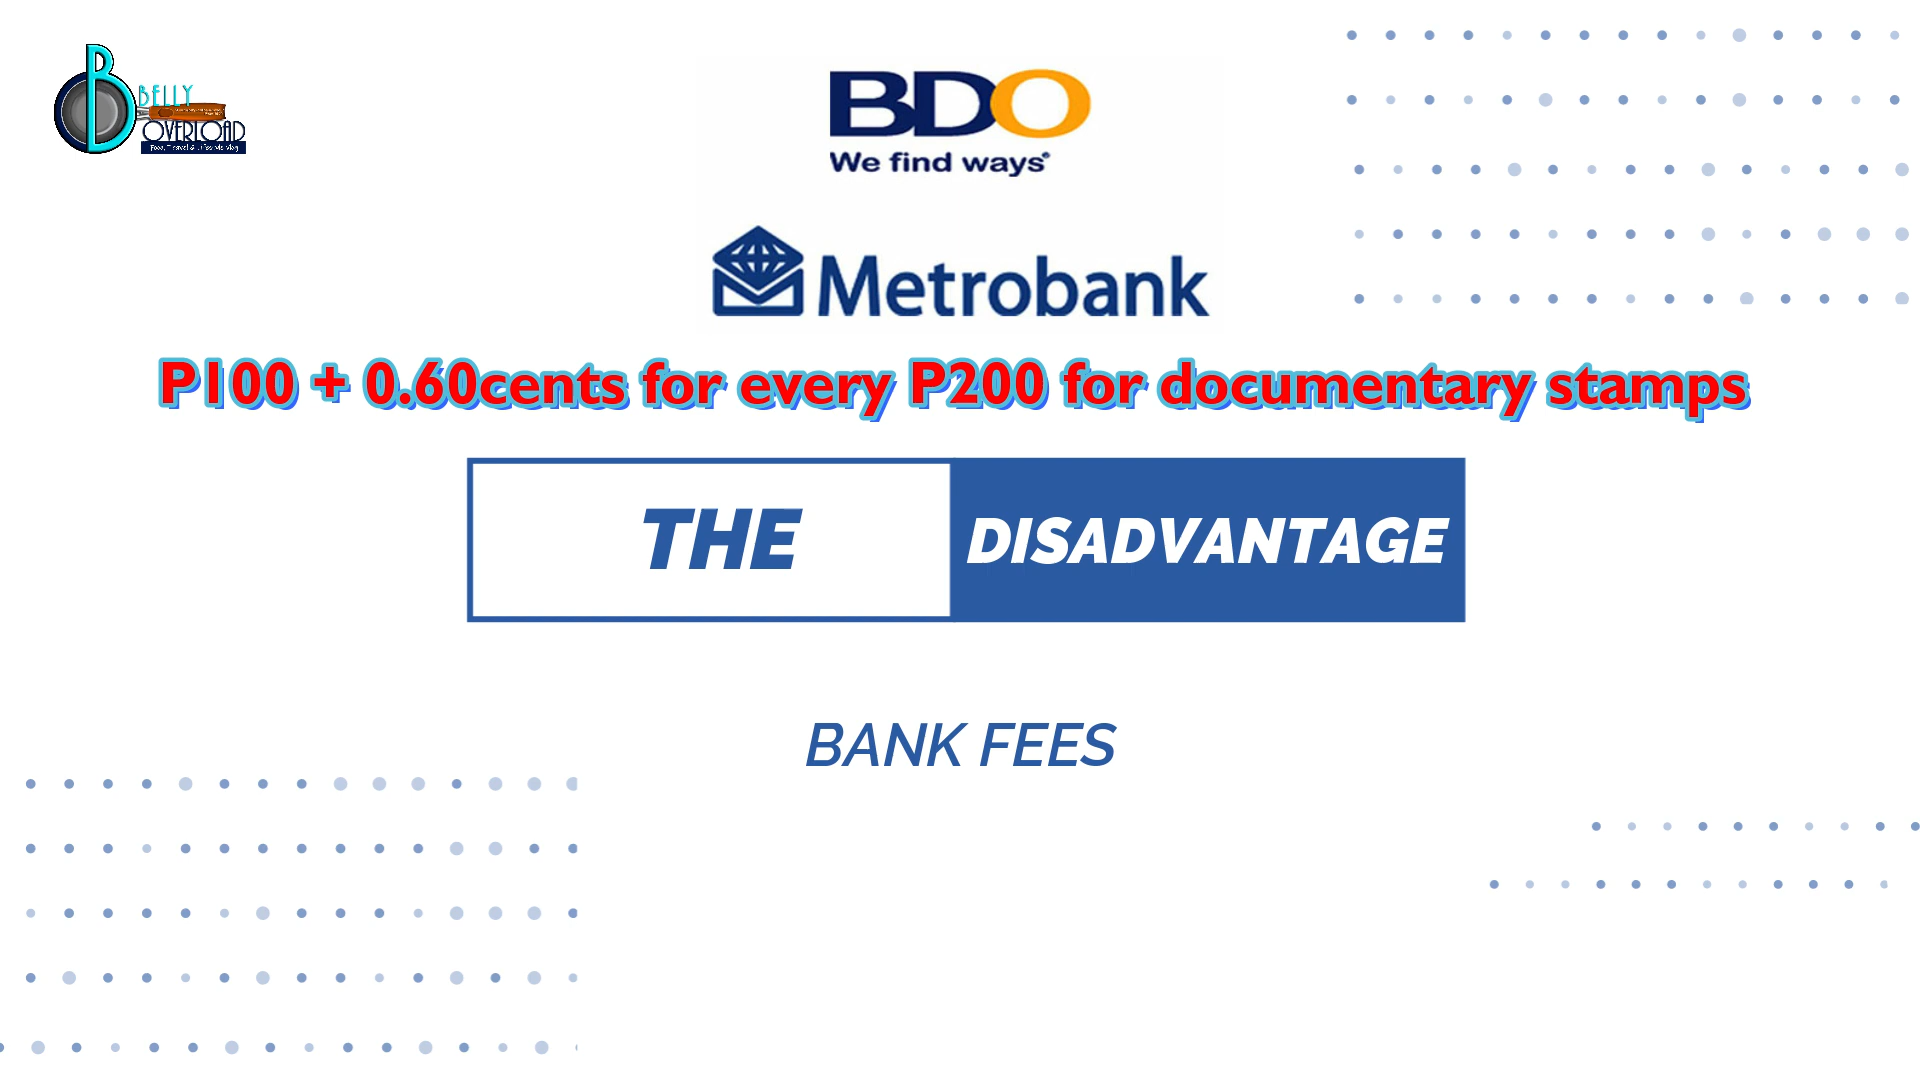 B
BELLY
OVERLOAD
BDO
We find ways®
Metrobank
P100 + 0.60cents for every P200 for documentary stamps
THE
DISADVANTAGE
BANK FEES